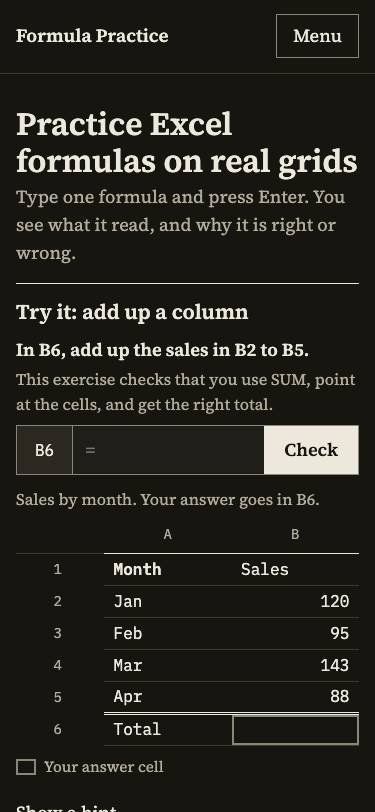 Formula Practice
Menu
Practice Excel
formulas on real grids
Type one formula and press Enter. You
see what it read, and why it is right or
wrong.
Try it: add up a column
In B6, add up the sales in B2 to B5.
This exercise checks that you use SUM, point
at the cells, and get the right total.
B6 = Check
Sales by month. Your answer goes in B6.
A B
1 Month Sales
2 Jan 120
3 Feb 95
4 Mar 143
5 Apr 88
6 Total
Your answer cell
Show a hint